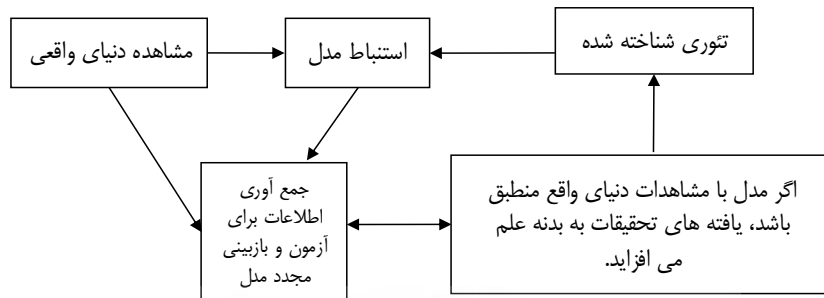 تئوری شناخته شده
استنباط مدل
مشاهده دنیای واقعی
اگر مدل با مشاهدات دنیای واقع منطبق
باشد، یافته های تحقیقات به بدنه علم
می افزاید.
جمع آوری
اطلاعات برای
آزمون و بازبینی
مجدد مدل